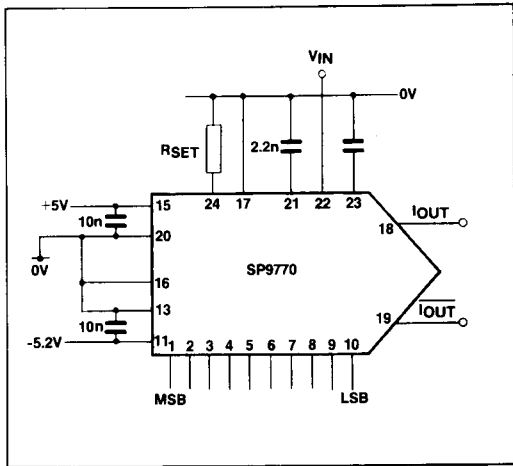 VIN
0V
RSET
2.2n
24 17 21 22 23
+5V
15
10n
20
18
IOUT
0V
SP9770
16
13
10n
19
IOUT
-5.2V
11
1 2 3 4 5 6 7 8 9 10
MSB LSB